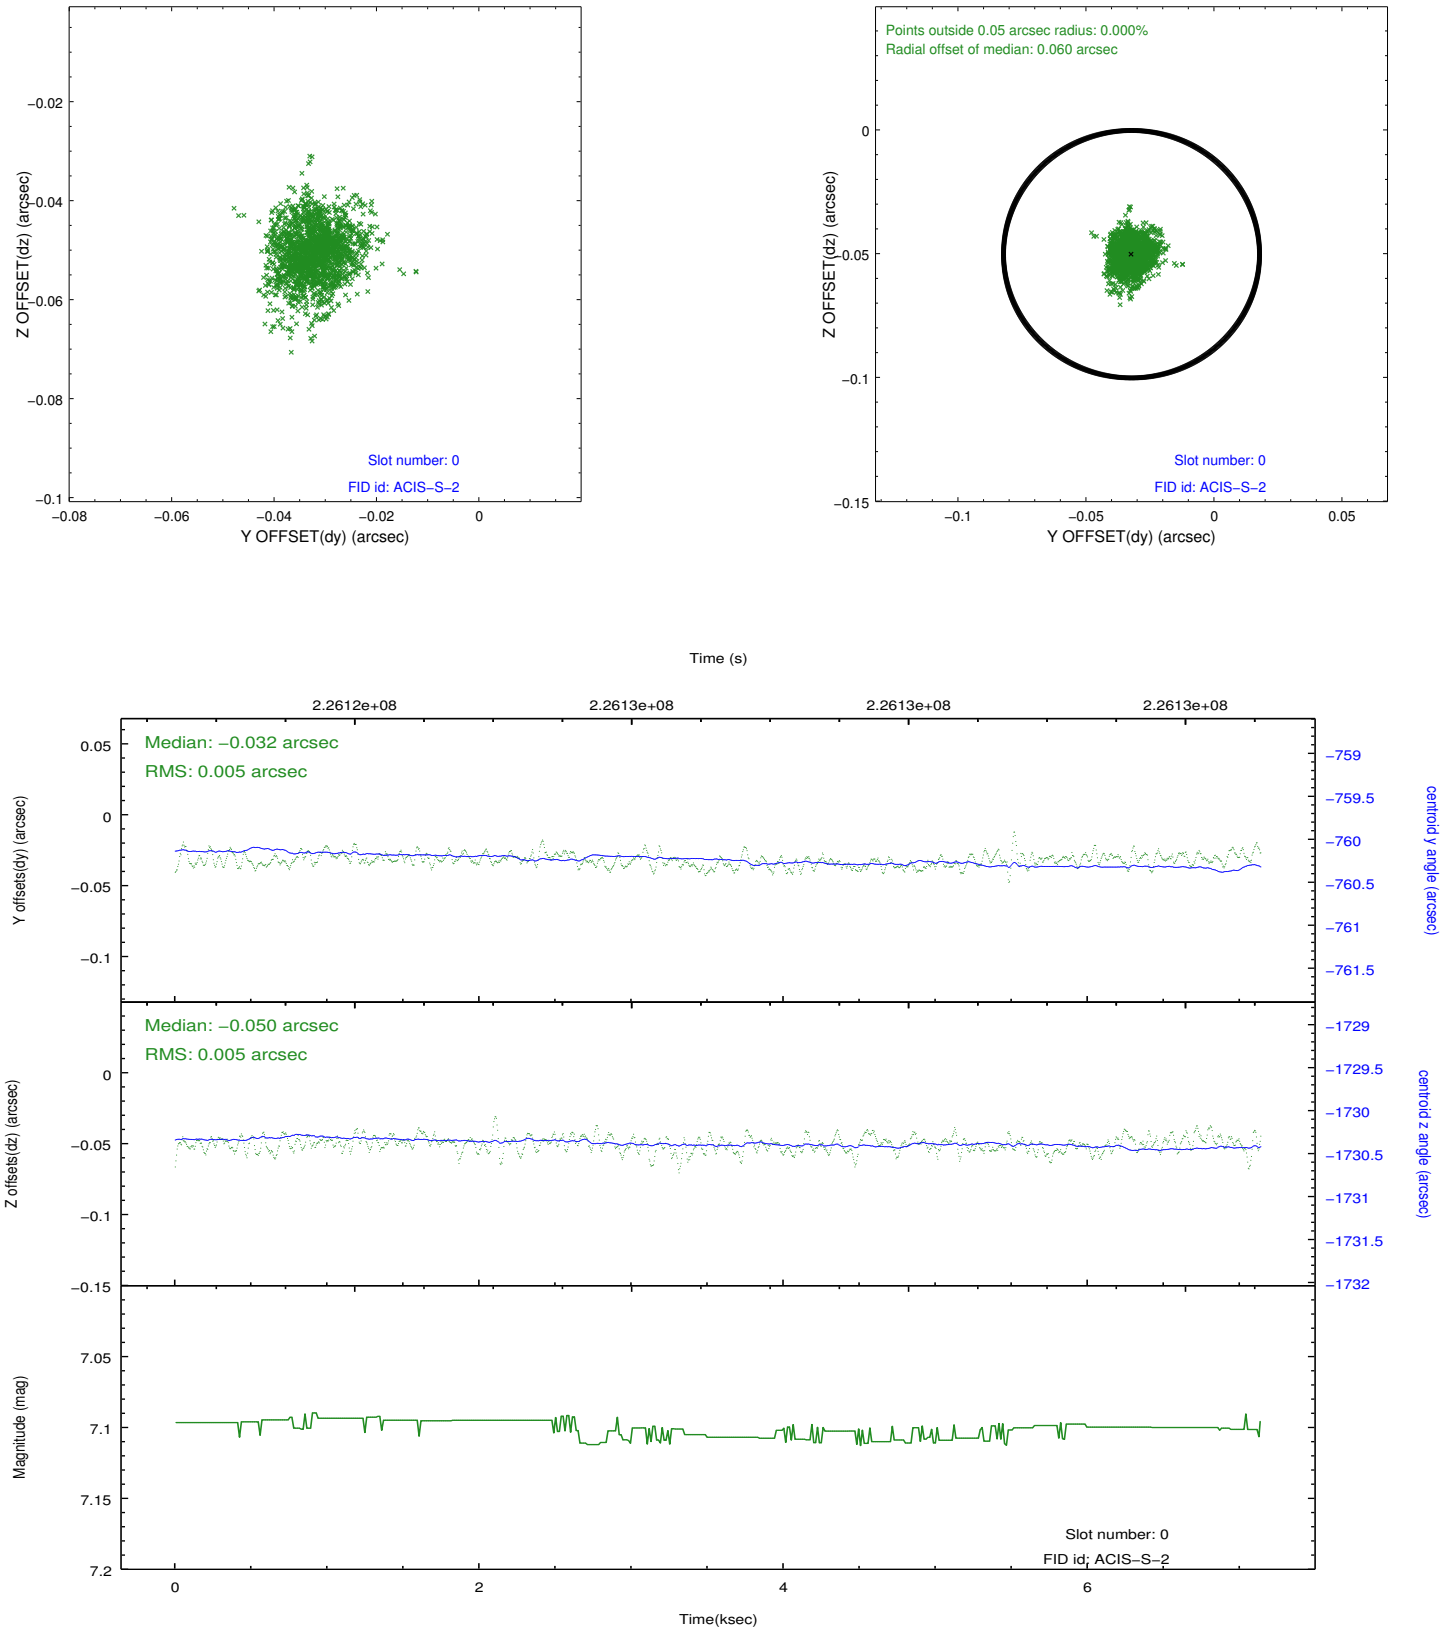 −0.02
−0.04
−0.06
−0.08
−0.1
Z OFFSET(dz) (arcsec)
Slot number: 0
FID id: ACIS−S−2
−0.08
−0.06
−0.04
−0.02
0
Y OFFSET(dy) (arcsec)
Points outside 0.05 arcsec radius: 0.000%
Radial offset of median: 0.060 arcsec
0
−0.05
−0.1
−0.15
Z OFFSET(dz) (arcsec)
Slot number: 0
FID id: ACIS−S−2
−0.1
−0.05
0
0.05
Y OFFSET(dy) (arcsec)
Time (s)
2.2612e+08
2.2613e+08
2.2613e+08
2.2613e+08
Median: −0.032 arcsec
RMS: 0.005 arcsec
0.05
0
−0.05
−0.1
Y offsets(dy) (arcsec)
−759
−759.5
−760
−760.5
−761
−761.5
centroid y angle (arcsec)
Median: −0.050 arcsec
RMS: 0.005 arcsec
0
−0.05
−0.1
−0.15
Z offsets(dz) (arcsec)
−1729
−1729.5
−1730
−1730.5
−1731
−1731.5
−1732
centroid z angle (arcsec)
7.05
7.1
7.15
7.2
Magnitude (mag)
Slot number: 0
FID id: ACIS−S−2
0
2
4
6
Time(ksec)